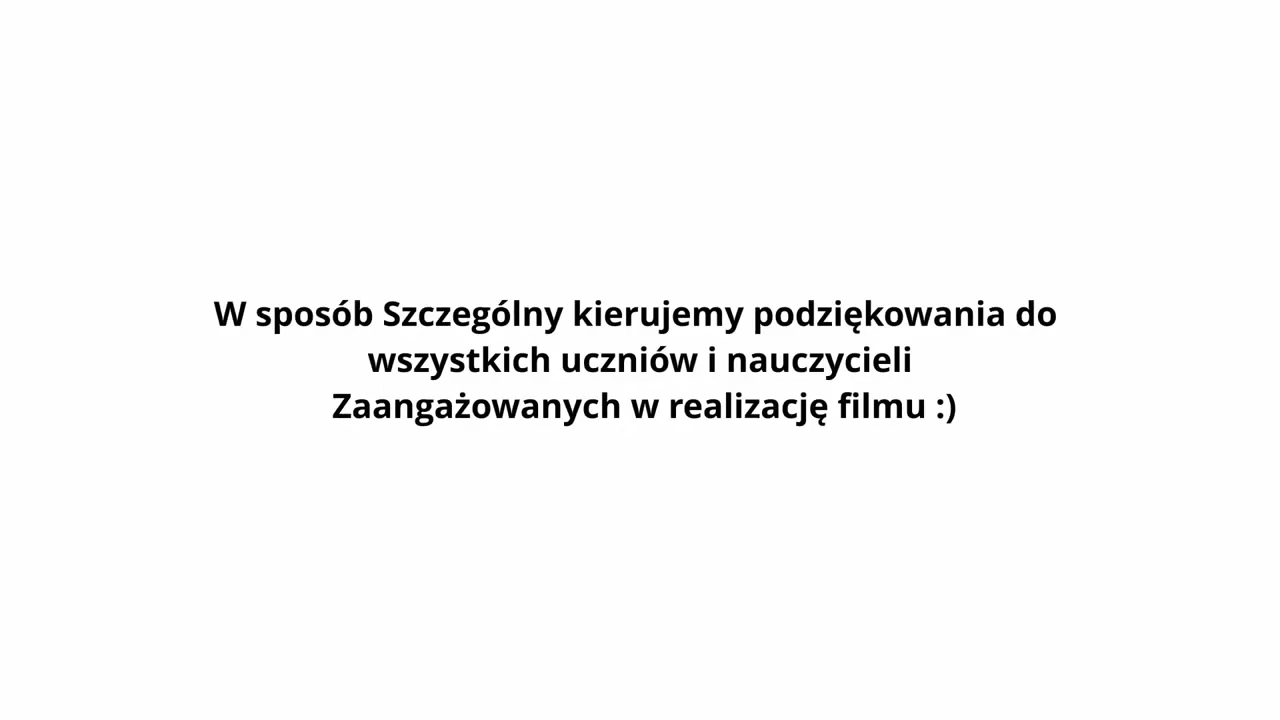 W sposób Szczególny kierujemy podziękowania do
wszystkich uczniów i nauczycieli
Zaangażowanych w realizację filmu :)